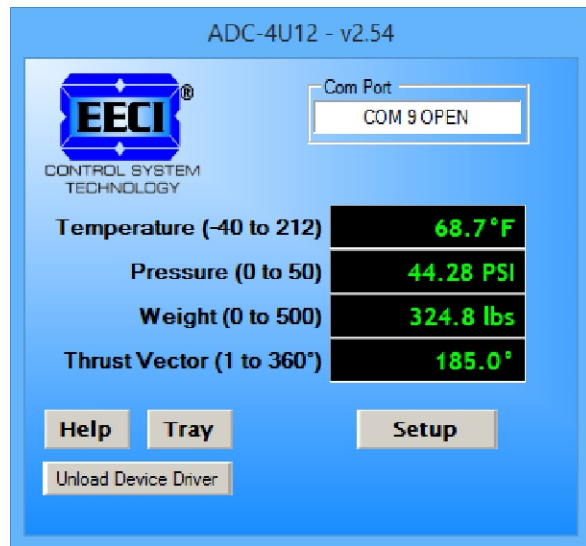 ADC-4U12 - v2.54
EECI®
CONTROL SYSTEM
TECHNOLOGY
Com Port
COM 9 OPEN
Temperature (-40 to 212) 68.7°F
Pressure (0 to 50) 44.28 PSI
Weight (0 to 500) 324.8 lbs
Thrust Vector (1 to 360°) 185.0°
Help Tray Setup
Unload Device Driver